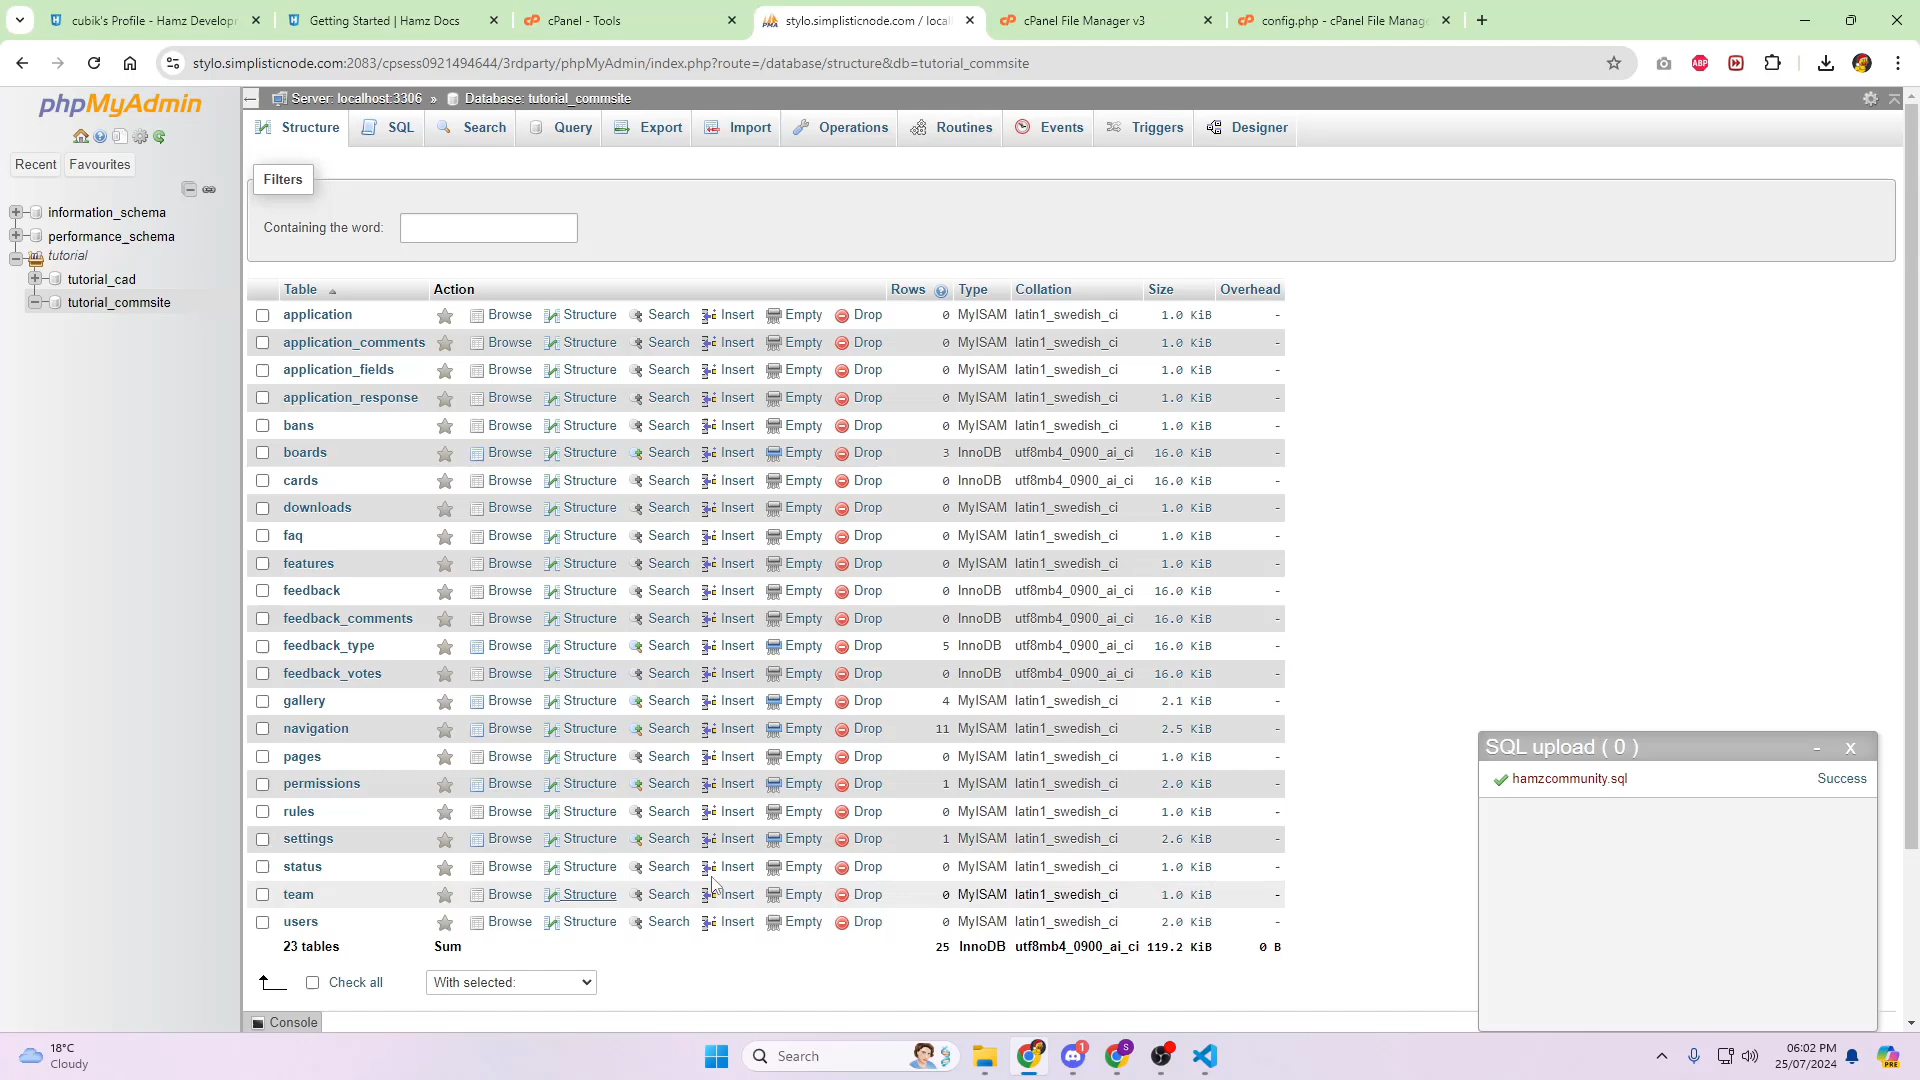 cubik's Profile - Hamz Develop
Getting Started | Hamz Docs
cPanel - Tools
stylo.simplisticnode.com / local
cPanel File Manager v3
config.php - cPanel File Manag
stylo.simplisticnode.com:2083/cpsess0921494644/3rdparty/phpMyAdmin/index.php?route=/database/structure&db=tutorial_commsite
ABP
phpMyAdmin
Recent Favourites
information_schema
performance_schema
tutorial
tutorial_cad
tutorial_commsite
Server: localhost:3306 » Database: tutorial_commsite
Structure SQL Search Query Export Import Operations Routines Events Triggers Designer
Filters
Containing the word:
Table Action Rows Type Collation Size Overhead
application Browse Structure Search Insert Empty Drop 0 MyISAM latin1_swedish_ci 1.0 KiB -
application_comments Browse Structure Search Insert Empty Drop 0 MyISAM latin1_swedish_ci 1.0 KiB -
application_fields Browse Structure Search Insert Empty Drop 0 MyISAM latin1_swedish_ci 1.0 KiB -
application_response Browse Structure Search Insert Empty Drop 0 MyISAM latin1_swedish_ci 1.0 KiB -
bans Browse Structure Search Insert Empty Drop 0 MyISAM latin1_swedish_ci 1.0 KiB -
boards Browse Structure Search Insert Empty Drop 3 InnoDB utf8mb4_0900_ai_ci 16.0 KiB -
cards Browse Structure Search Insert Empty Drop 0 InnoDB utf8mb4_0900_ai_ci 16.0 KiB -
downloads Browse Structure Search Insert Empty Drop 0 MyISAM latin1_swedish_ci 1.0 KiB -
faq Browse Structure Search Insert Empty Drop 0 MyISAM latin1_swedish_ci 1.0 KiB -
features Browse Structure Search Insert Empty Drop 0 MyISAM latin1_swedish_ci 1.0 KiB -
feedback Browse Structure Search Insert Empty Drop 0 InnoDB utf8mb4_0900_ai_ci 16.0 KiB -
feedback_comments Browse Structure Search Insert Empty Drop 0 InnoDB utf8mb4_0900_ai_ci 16.0 KiB -
feedback_type Browse Structure Search Insert Empty Drop 5 InnoDB utf8mb4_0900_ai_ci 16.0 KiB -
feedback_votes Browse Structure Search Insert Empty Drop 0 InnoDB utf8mb4_0900_ai_ci 16.0 KiB -
gallery Browse Structure Search Insert Empty Drop 4 MyISAM latin1_swedish_ci 2.1 KiB -
navigation Browse Structure Search Insert Empty Drop 11 MyISAM latin1_swedish_ci 2.5 KiB -
pages Browse Structure Search Insert Empty Drop 0 MyISAM latin1_swedish_ci 1.0 KiB -
permissions Browse Structure Search Insert Empty Drop 1 MyISAM latin1_swedish_ci 2.0 KiB -
rules Browse Structure Search Insert Empty Drop 0 MyISAM latin1_swedish_ci 1.0 KiB -
settings Browse Structure Search Insert Empty Drop 1 MyISAM latin1_swedish_ci 2.6 KiB -
status Browse Structure Search Insert Empty Drop 0 MyISAM latin1_swedish_ci 1.0 KiB -
team Browse Structure Search Insert Empty Drop 0 MyISAM latin1_swedish_ci 1.0 KiB -
users Browse Structure Search Insert Empty Drop 0 MyISAM latin1_swedish_ci 2.0 KiB -
23 tables Sum 25 InnoDB utf8mb4_0900_ai_ci 119.2 KiB 0 B
Check all With selected:
Console
SQL upload ( 0 ) - x
hamzcommunity.sql Success
18°C
Cloudy
Search
1
S
06:02 PM
25/07/2024
PRE